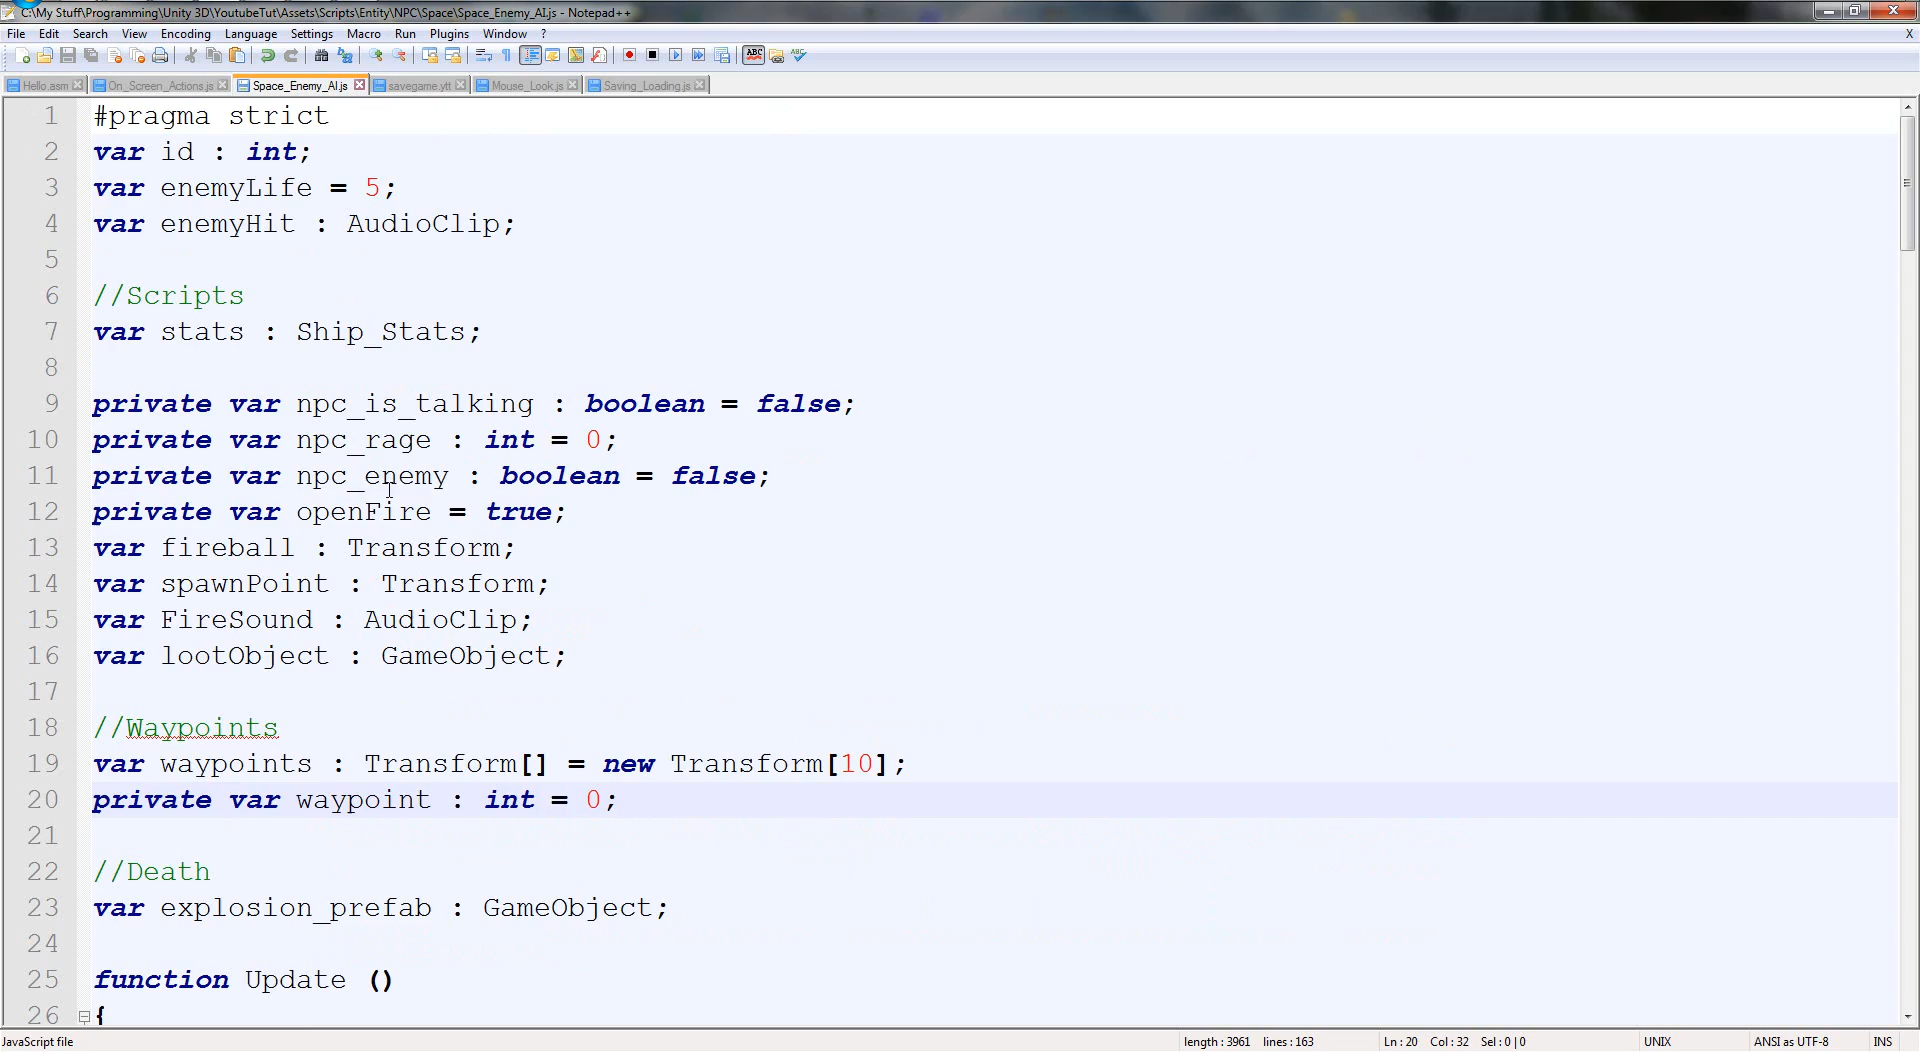 C:\My Stuff\Programming\Unity 3D\YoutubeTut\Assets\Scripts\Entity\NPC\Space\Space_Enemy_AI.js - Notepad++
File Edit Search View Encoding Language Settings Macro Run Plugins Window ? X
Hello.asm On_Screen_Actions.js Space_Enemy_AI.js savegame.ytt Mouse_Look.js Saving_Loading.js
1 #pragma strict
2 var id : int;
3 var enemyLife = 5;
4 var enemyHit : AudioClip;
5
6 //Scripts
7 var stats : Ship_Stats;
8
9 private var npc_is_talking : boolean = false;
10 private var npc_rage : int = 0;
11 private var npc_enemy : boolean = false;
12 private var openFire = true;
13 var fireball : Transform;
14 var spawnPoint : Transform;
15 var FireSound : AudioClip;
16 var lootObject : GameObject;
17
18 //Waypoints
19 var waypoints : Transform[] = new Transform[10];
20 private var waypoint : int = 0;
21
22 //Death
23 var explosion_prefab : GameObject;
24
25 function Update ()
26 {
JavaScript file length : 3961 lines : 163 Ln : 20 Col : 32 Sel : 0 | 0 UNIX ANSI as UTF-8 INS